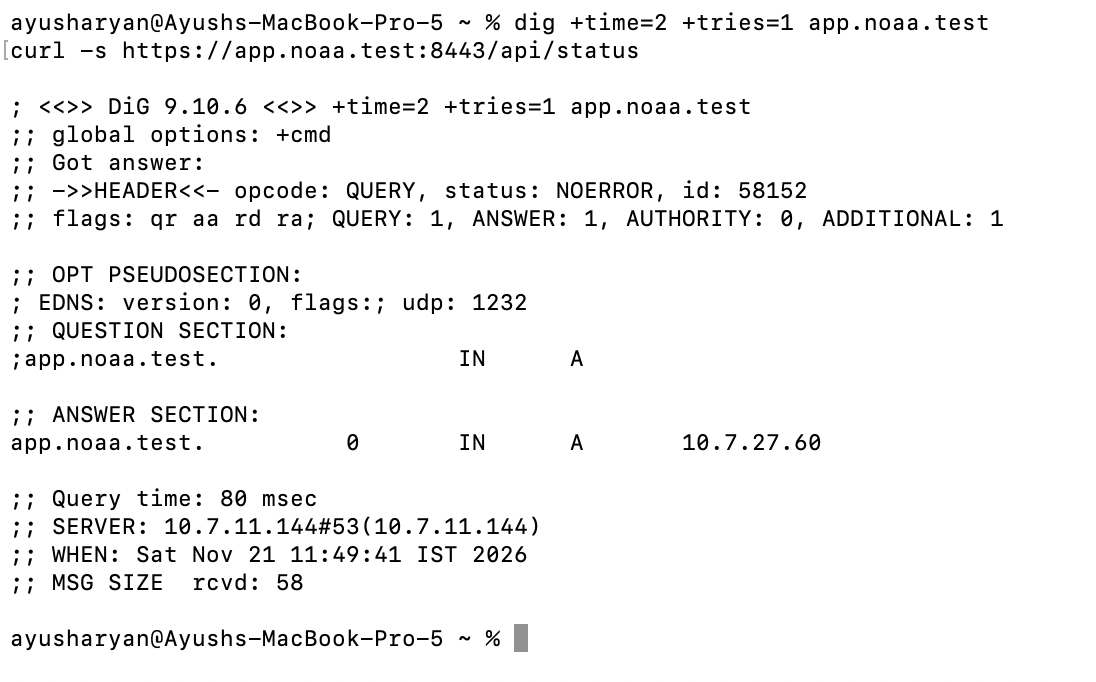 ayusharyan@Ayushs-MacBook-Pro-5 ~ % dig +time=2 +tries=1 app.noaa.test
[curl -s https://app.noaa.test:8443/api/status

; <<>> DiG 9.10.6 <<>> +time=2 +tries=1 app.noaa.test
;; global options: +cmd
;; Got answer:
;; ->>HEADER<<- opcode: QUERY, status: NOERROR, id: 58152
;; flags: qr aa rd ra; QUERY: 1, ANSWER: 1, AUTHORITY: 0, ADDITIONAL: 1

;; OPT PSEUDOSECTION:
; EDNS: version: 0, flags:; udp: 1232
;; QUESTION SECTION:
;app.noaa.test.                 IN      A

;; ANSWER SECTION:
app.noaa.test.          0       IN      A       10.7.27.60

;; Query time: 80 msec
;; SERVER: 10.7.11.144#53(10.7.11.144)
;; WHEN: Sat Nov 21 11:49:41 IST 2026
;; MSG SIZE  rcvd: 58

ayusharyan@Ayushs-MacBook-Pro-5 ~ %